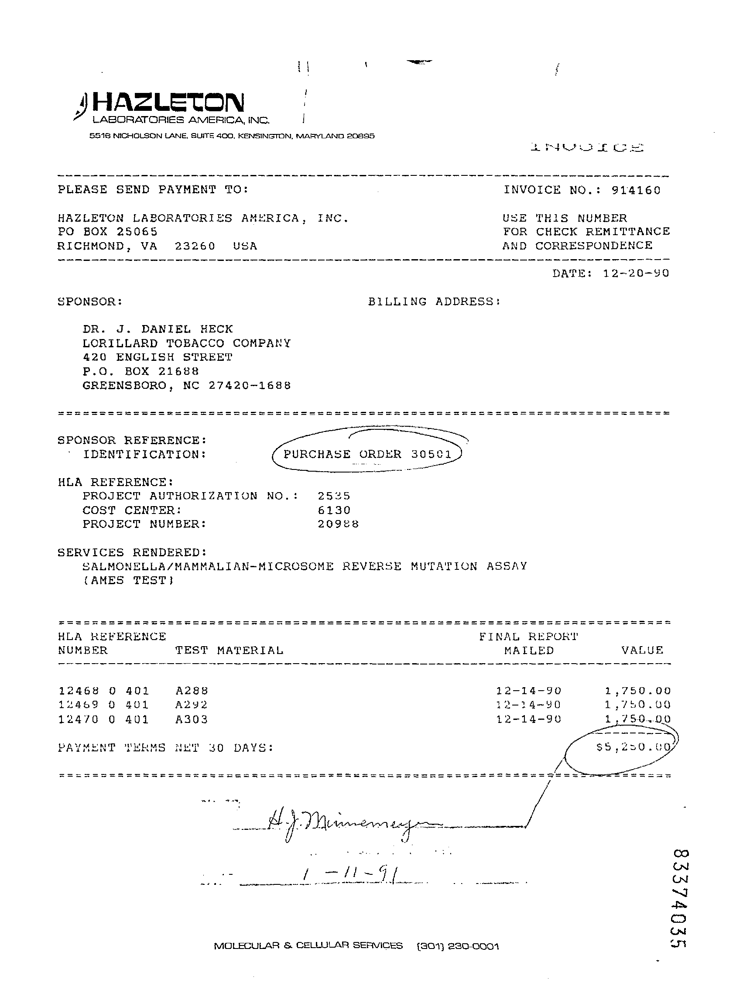 HAZLETON
LABORATORIES AMERICA, INC.
5516 NICHOLSON LANE, SUITE 400, KENSINGTON, MARYLAND 20895
INVOICE
PLEASE SEND PAYMENT TO: INVOICE NO.: 914160
HAZLETON LABORATORIES AMERICA, INC. USE THIS NUMBER
PO BOX 25065 FOR CHECK REMITTANCE
RICHMOND, VA 23260 USA AND CORRESPONDENCE
DATE: 12-20-90
SPONSOR: BILLING ADDRESS:
DR. J. DANIEL HECK
LORILLARD TOBACCO COMPANY
420 ENGLISH STREET
P.O. BOX 21688
GREENSBORO, NC 27420-1688
SPONSOR REFERENCE:
IDENTIFICATION: PURCHASE ORDER 30501
HLA REFERENCE:
PROJECT AUTHORIZATION NO.: 2535
COST CENTER: 6130
PROJECT NUMBER: 20988
SERVICES RENDERED:
SALMONELLA/MAMMALIAN-MICROSOME REVERSE MUTATION ASSAY
(AMES TEST)
HLA REFERENCE FINAL REPORT
NUMBER TEST MATERIAL MAILED VALUE
12468 0 401 A288 12-14-90 1,750.00
12469 0 401 A292 12-14-90 1,750.00
12470 0 401 A303 12-14-90 1,750.00
PAYMENT TERMS NET 30 DAYS: $5,250.00
H.J. Minnemeyer
1-11-91
83374035
MOLECULAR & CELLULAR SERVICES (301) 230-0001